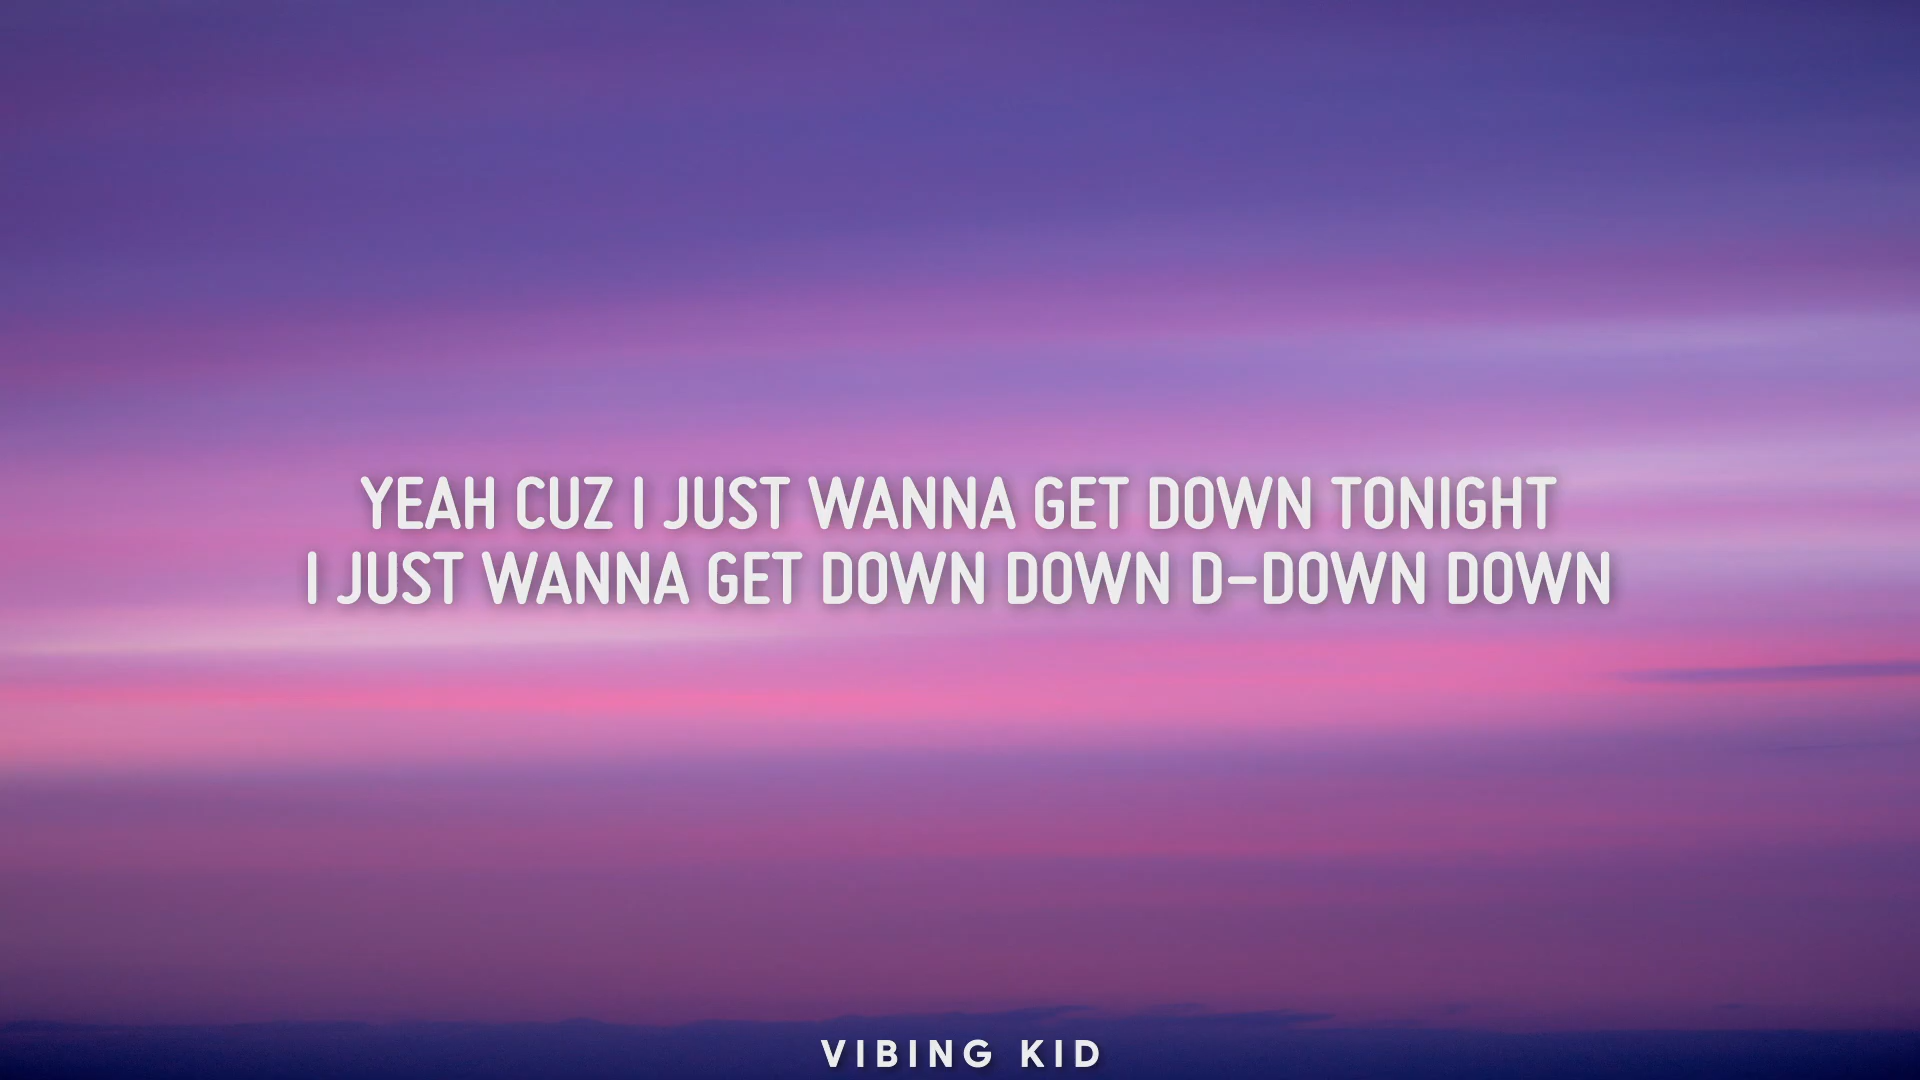 YEAH CUZ I JUST WANNA GET DOWN TONIGHT
I JUST WANNA GET DOWN DOWN D-DOWN DOWN
VIBING KID